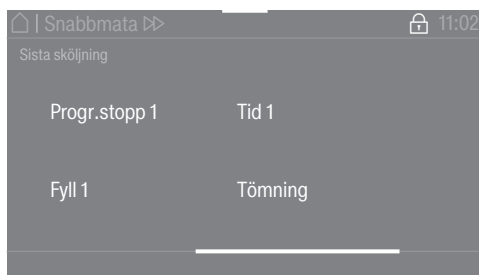 | Snabbmata 11:02
Sista sköljning
Progr.stopp 1 Tid 1
Fyll 1 Tömning